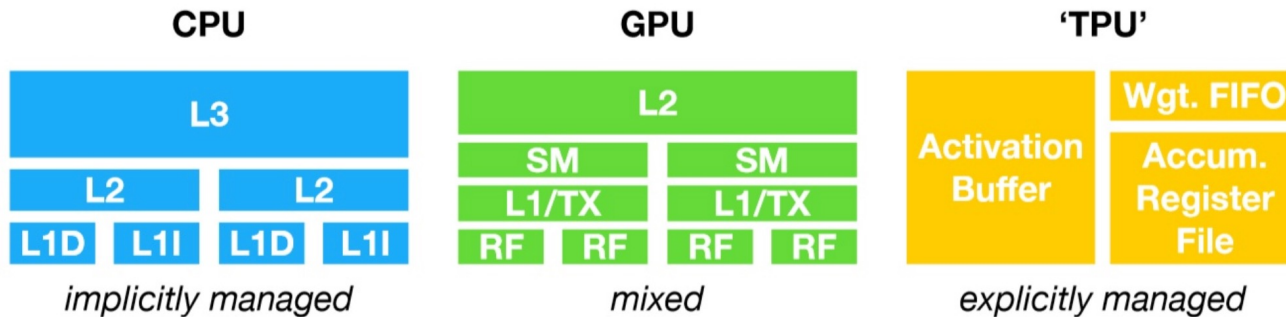 CPU
GPU
‘TPU’
L3
L2 L2
L1D L1I L1D L1I
L2
SM SM
L1/TX L1/TX
RF RF RF RF
Activation
Buffer
Wgt. FIFO
Accum.
Register
File
implicitly managed
mixed
explicitly managed